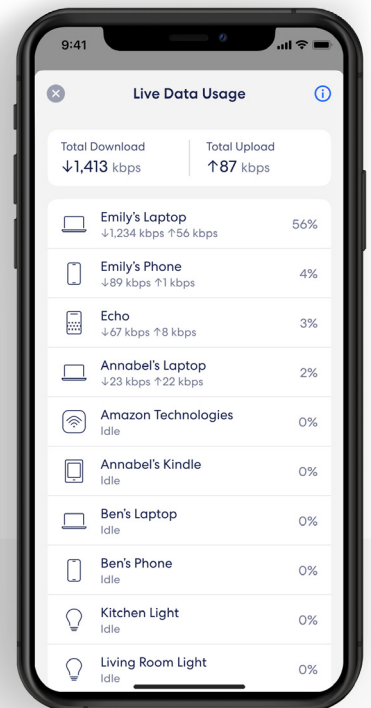 9:41
Live Data Usage
Total Download
↓1,413 kbps
Total Upload
↑87 kbps
Emily's Laptop
↓1,234 kbps ↑56 kbps
56%
Emily's Phone
↓89 kbps ↑1 kbps
4%
Echo
↓67 kbps ↑8 kbps
3%
Annabel's Laptop
↓23 kbps ↑22 kbps
2%
Amazon Technologies
Idle
0%
Annabel's Kindle
Idle
0%
Ben's Laptop
Idle
0%
Ben's Phone
Idle
0%
Kitchen Light
Idle
0%
Living Room Light
Idle
0%